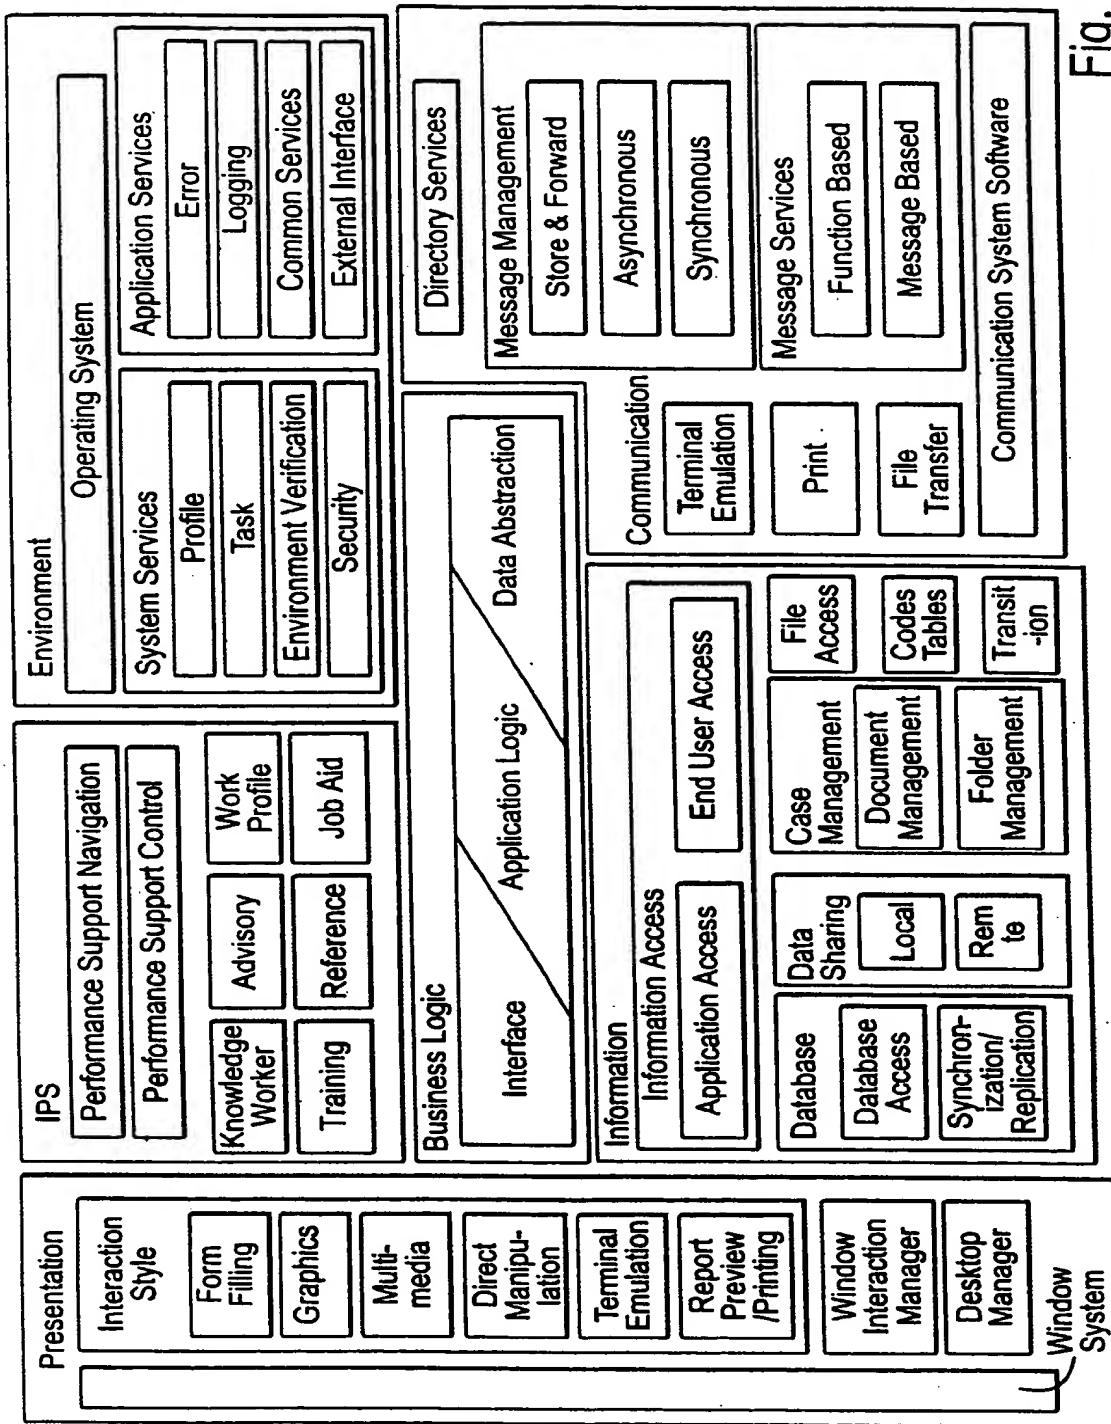 Presentation
Interaction
Style
Form
Filling
Graphics
Multi-
media
Direct
Manipu-
lation
Terminal
Emulation
Report
Preview
/Printing
Window
Interaction
Manager
Desktop
Manager
Window
System
IPS
Performance Support Navigation
Perfomance Support Control
Knowledge
Worker
Advisory
Work
Profile
Training
Reference
Job Aid
Environment
Operating System
System Services
Profile
Task
Environment Verification
Security
Application Services
Error
Logging
Common Services
External Interface
Business Logic
Interface
Application Logic
Data Abstraction
Information
Information Access
Application Access
End User Access
Database
Database
Access
Synchron-
ization/
Replication
Data
Sharing
Local
Rem
te
Case
Management
Document
Management
Folder
Management
File
Access
Codes
Tables
Transit
-ion
Communication
Terminal
Emulation
Print
File
Transfer
Directory Services
Message Management
Store & Forward
Asynchronous
Synchronous
Message Services
Function Based
Message Based
Communication System Software
Fig.